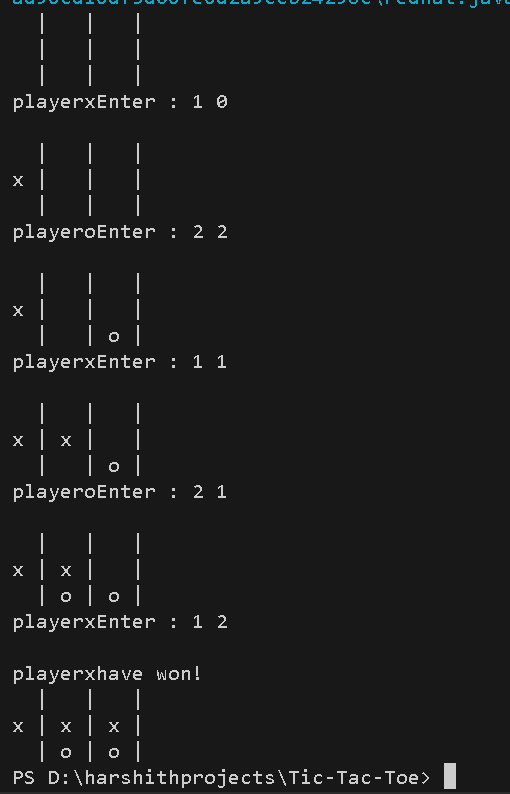 |   |   |
|   |   |
|   |   |
playerxEnter : 1 0
|   |   |
x |   |   |
|   |   |
playeroEnter : 2 2
|   |   |
x |   |   |
|   | o |
playerxEnter : 1 1
|   |   |
x | x |   |
|   | o |
playeroEnter : 2 1
|   |   |
x | x |   |
| o | o |
playerxEnter : 1 2
playerxhave won!
|   |   |
x | x | x |
| o | o |
PS D:\harshithprojects\Tic-Tac-Toe>